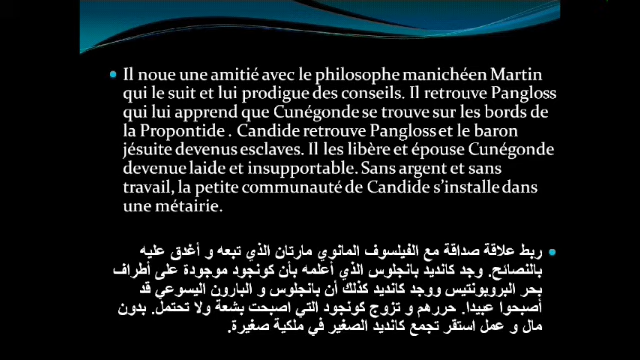 Il noue une amitié avec le philosophe manichéen Martin
qui le suit et lui prodigue des conseils. Il retrouve Pangloss
qui lui apprend que Cunégonde se trouve sur les bords de
la Propontide . Candide retrouve Pangloss et le baron
jésuite devenus esclaves. Il les libère et épouse Cunégonde
devenue laide et insupportable. Sans argent et sans
travail, la petite communauté de Candide s’installe dans
une métairie.
ربط علاقة صداقة مع الفيلسوف المانوي مارتان الذي تبعه و أغدق عليه
بالنصائح. وجد كانديد بانجلوس الذي أعلمه بأن كونجود موجودة على أطراف
بحر البروبونتيس ووجد كانديد كذلك أن بانجلوس و البارون اليسوعي قد
أصبحوا عبيدا. حررهم و تزوج كونجود التي اصبحت بشعة ولا تحتمل. بدون
مال و عمل استقر تجمع كانديد الصغير في ملكية صغيرة.